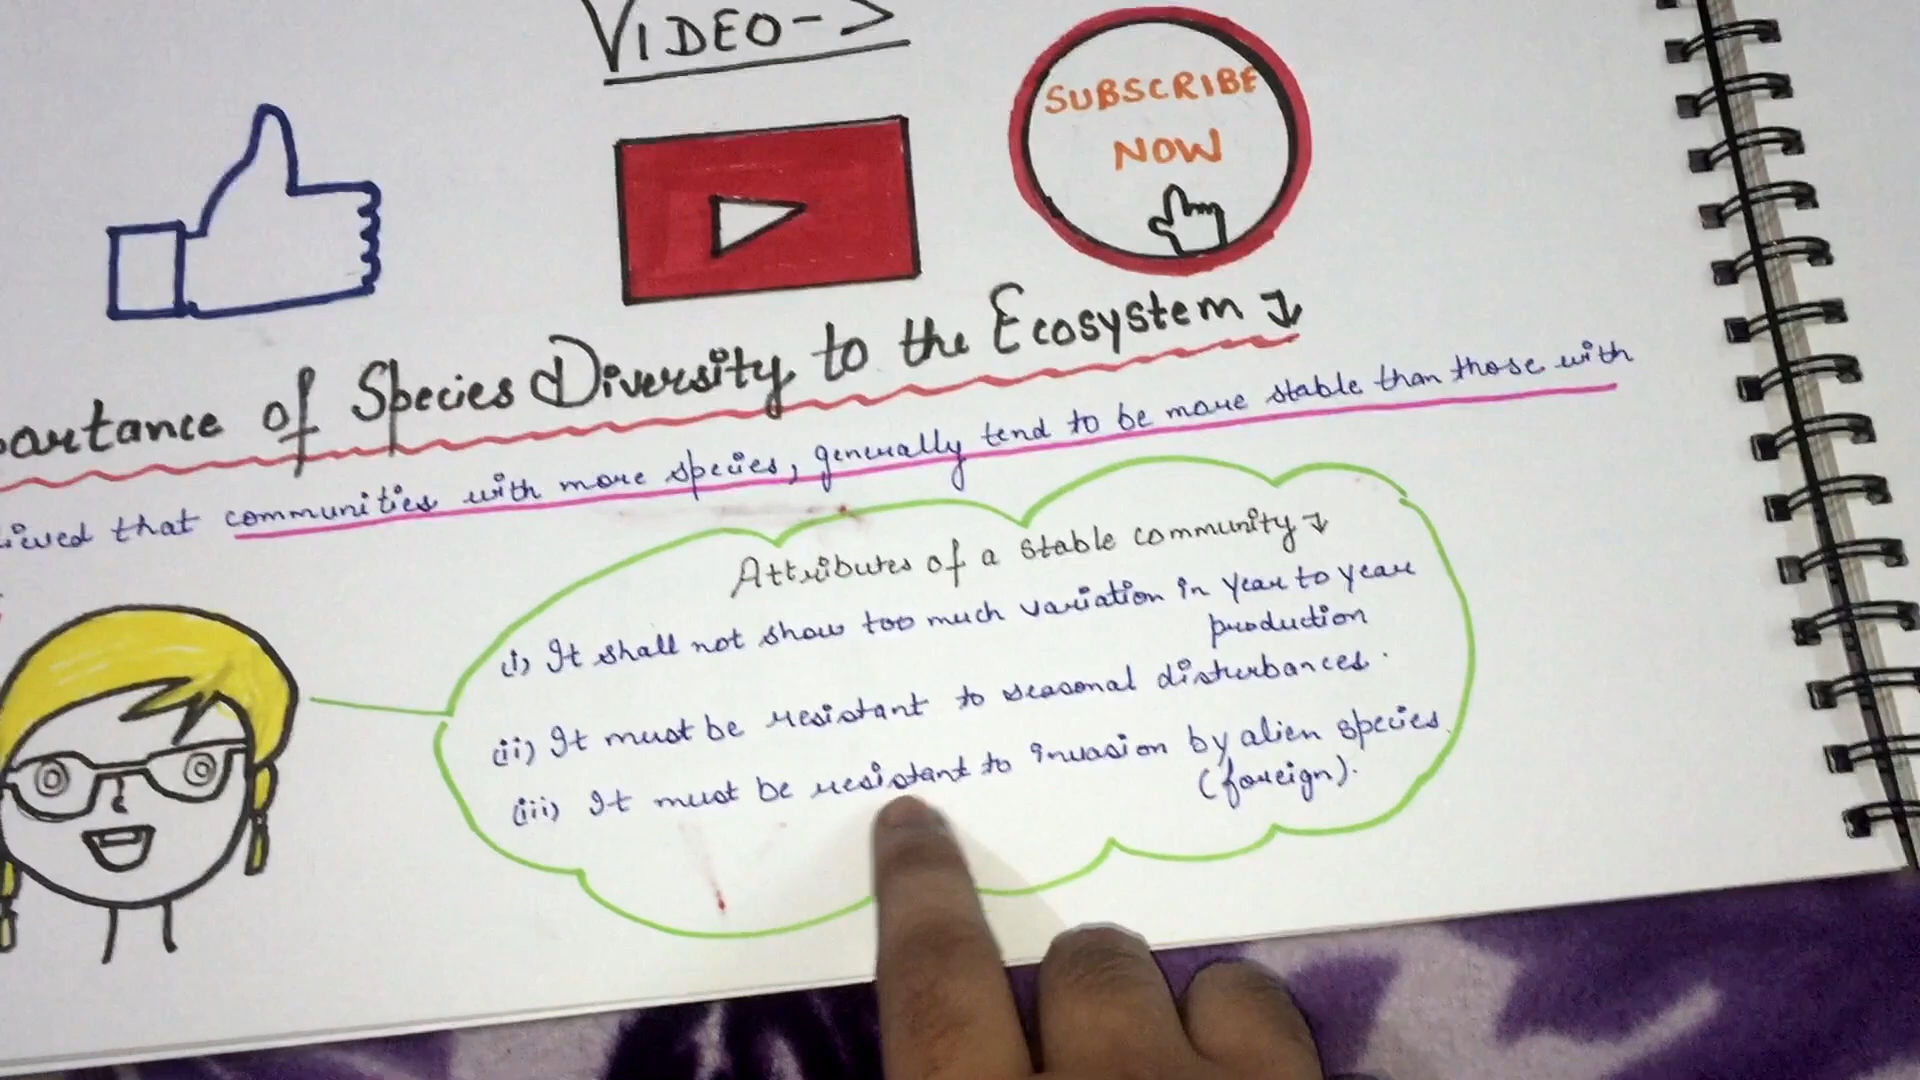 VIDEO->
SUBSCRIBE
NOW
portance of Species Diversity to the Ecosystem
ieved that communities with more species, generally tend to be more stable than those with
Attributes of a stable community
(i) It shall not show too much variation in year to year
production
(ii) It must be resistant to seasonal disturbances.
(iii) It must be resistant to invasion by alien species.
(foreign).